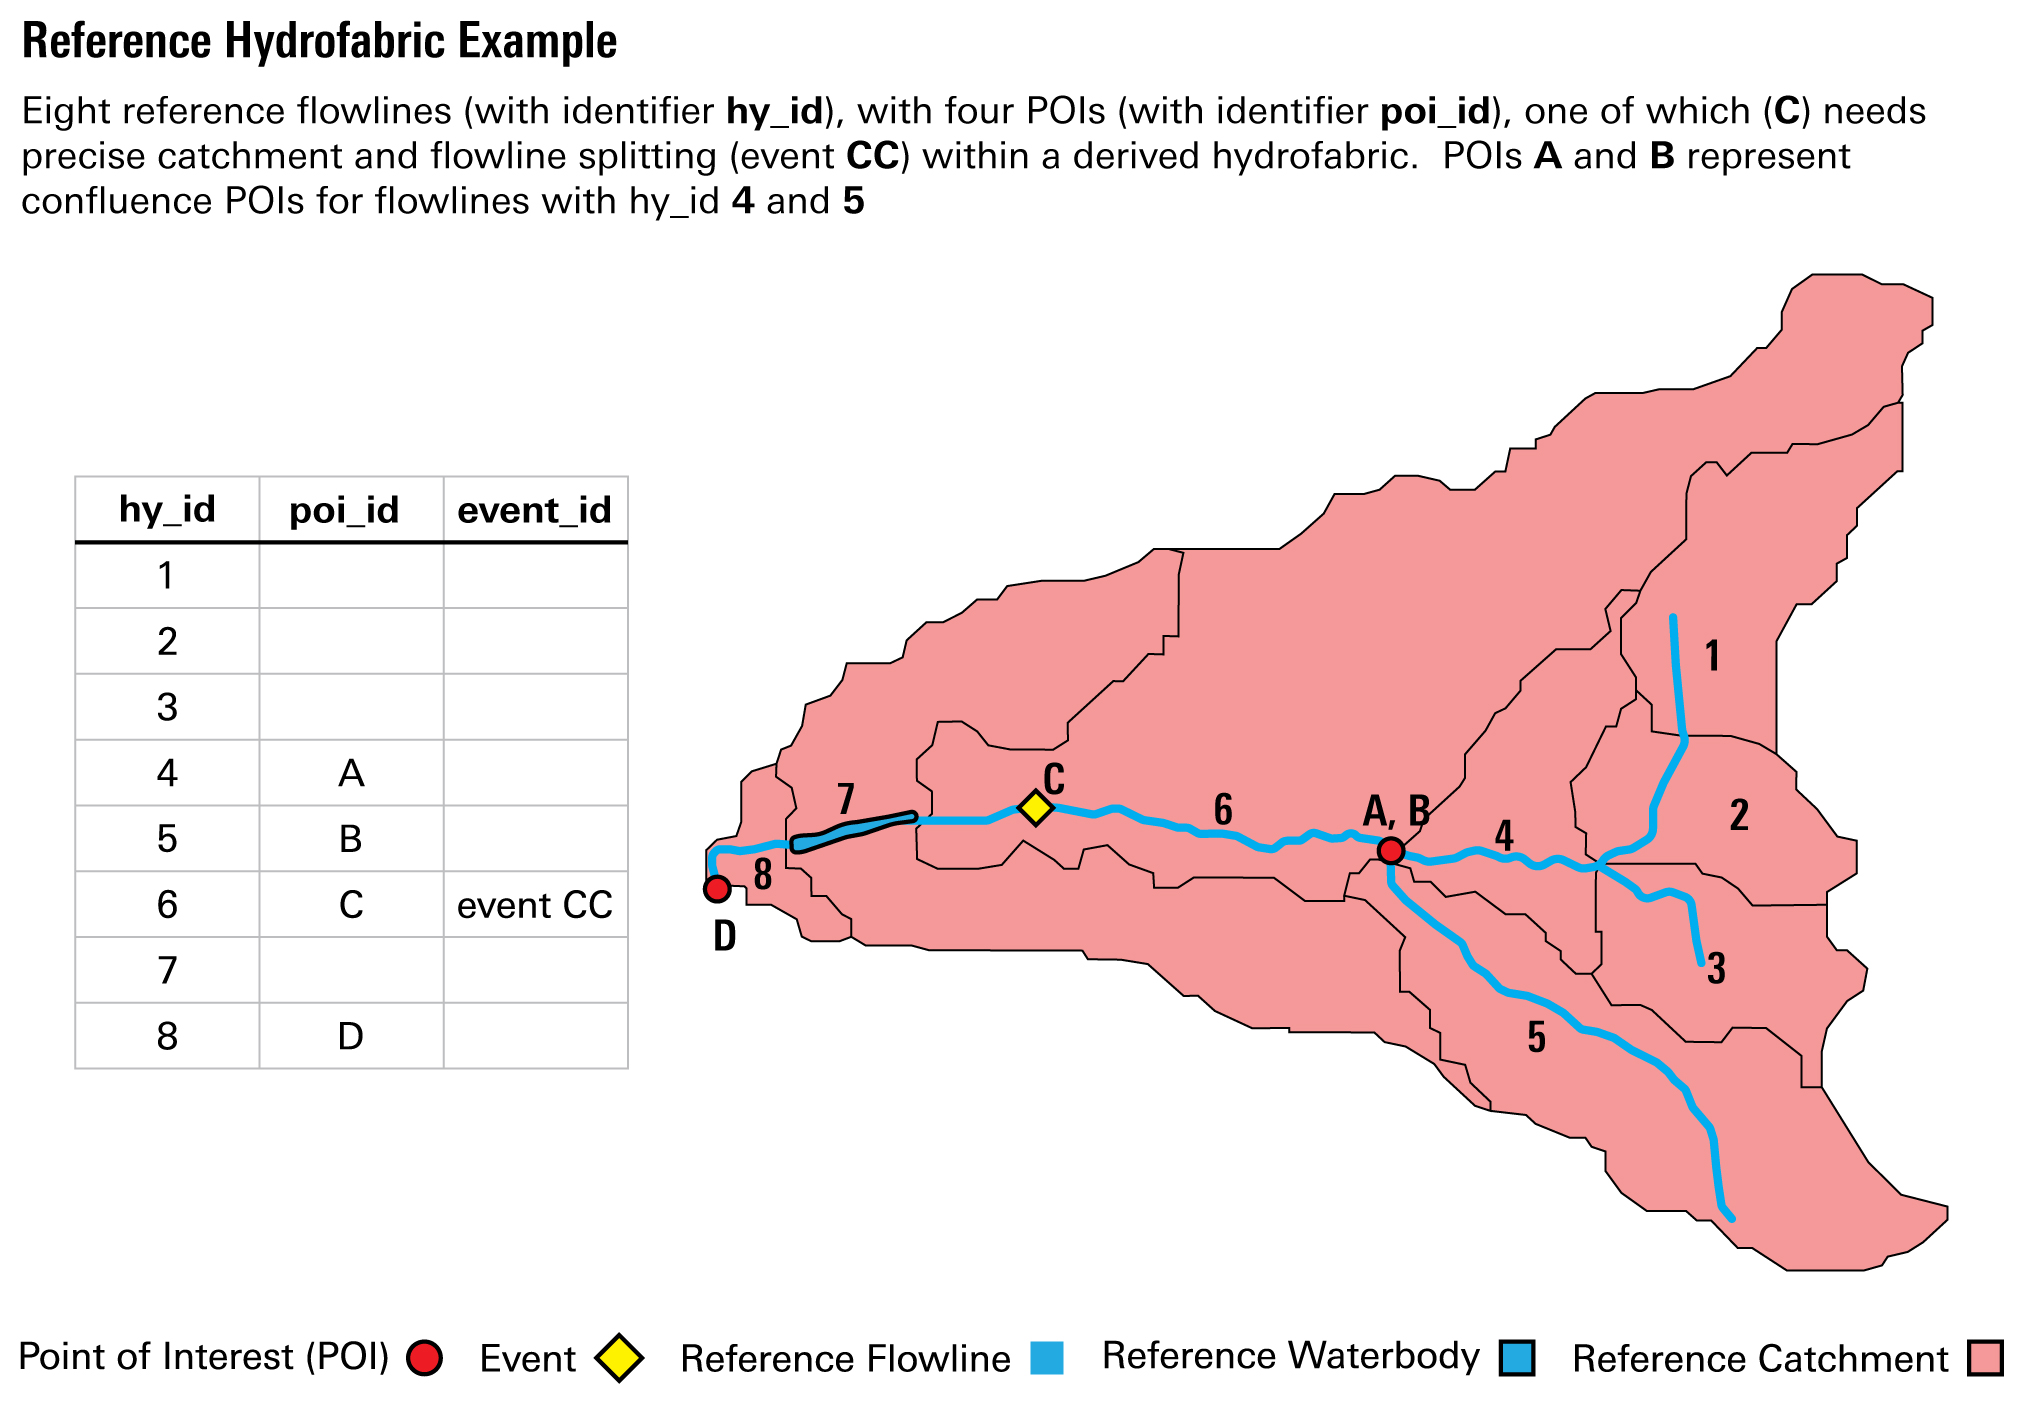 Reference Hydrofabric Example
Eight reference flowlines (with identifier hy_id), with four POIs (with identifier poi_id), one of which (C) needs
precise catchment and flowline splitting (event CC) within a derived hydrofabric.  POIs A and B represent
confluence POIs for flowlines with hy_id 4 and 5
hy_id poi_id event_id
1
2
3
4 A
5 B
6 C event CC
7
8 D
1
2
3
4
5
6
7
8
A, B
C
D
Point of Interest (POI) Event Reference Flowline Reference Waterbody Reference Catchment